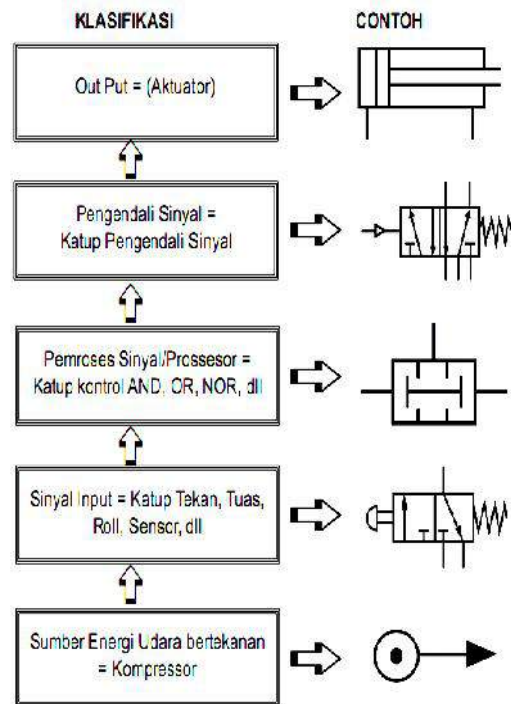 KLASIFIKASI
CONTOH
Out Put = (Aktuator)
Pengendali Sinyal =
Katup Pengendali Sinyal
Pemroses Sinyal/Prossesor =
Katup kontrol AND, OR, NOR, dll
Sinyal Input = Katup Tekan, Tuas,
Roll, Sensor, dll
Sumber Energi Udara bertekanan
= Kompressor